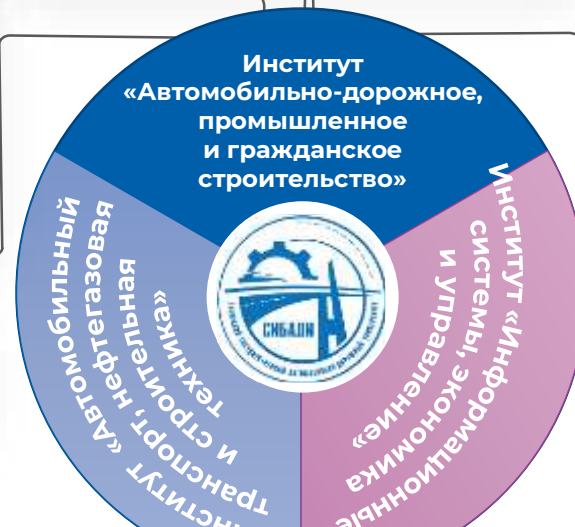 Институт
«Автомобильно-дорожное,
промышленное
и гражданское
строительство»
Институт «Информационные
системы, экономика
и управление»
Институт «Автомобильный
транспорт, нефтегазовая
и строительная
техника»
СИБАДИ